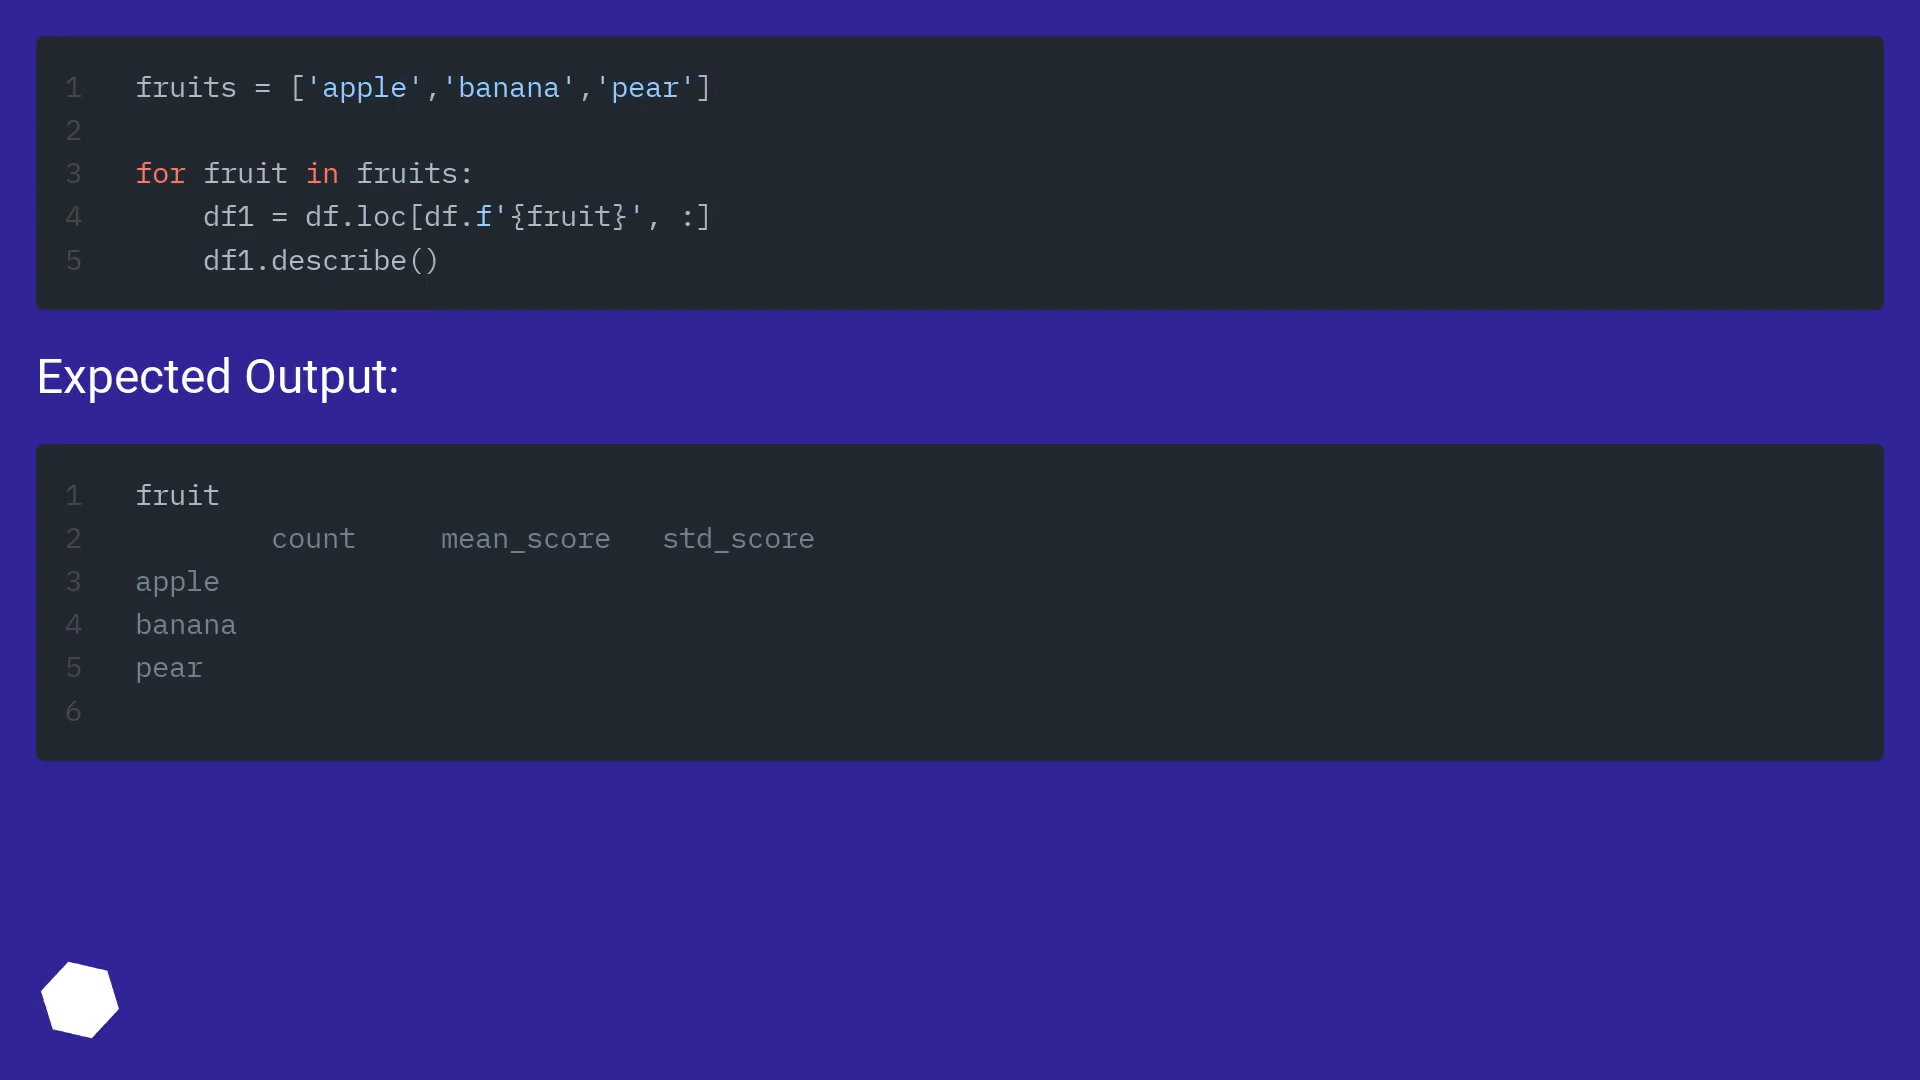 1 fruits = ['apple','banana','pear']
2
3 for fruit in fruits:
4     df1 = df.loc[df.f'{fruit}', :]
5     df1.describe()
Expected Output:
1 fruit
2         count     mean_score   std_score
3 apple
4 banana
5 pear
6